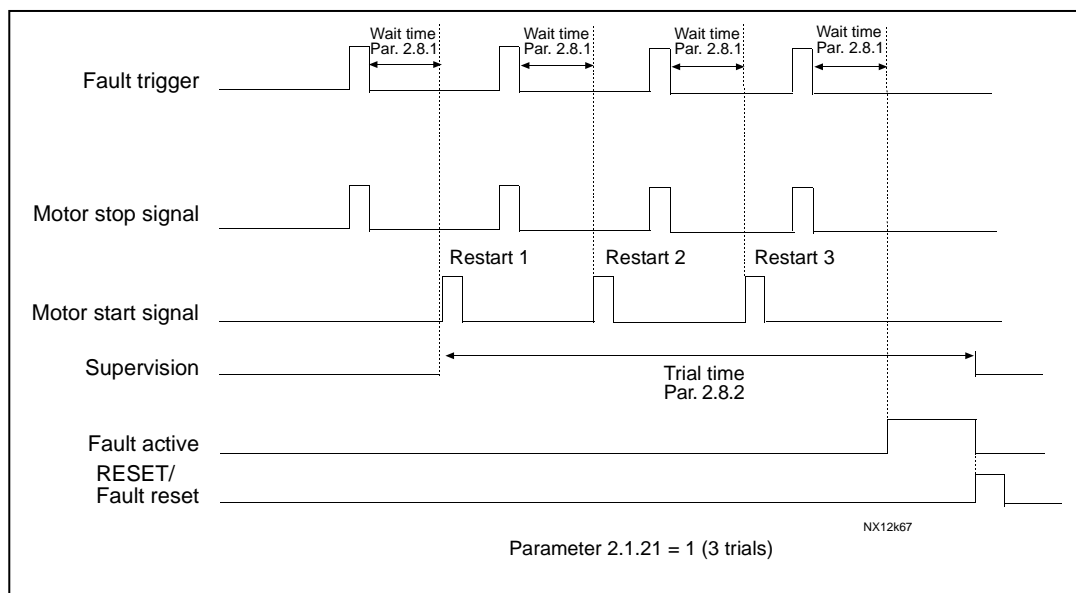 Wait time
Par. 2.8.1
Wait time
Par. 2.8.1
Wait time
Par. 2.8.1
Wait time
Par. 2.8.1
Fault trigger
Motor stop signal
Restart 1
Restart 2
Restart 3
Motor start signal
Supervision
Trial time
Par. 2.8.2
Fault active
RESET/
Fault reset
NX12k67
Parameter 2.1.21 = 1 (3 trials)